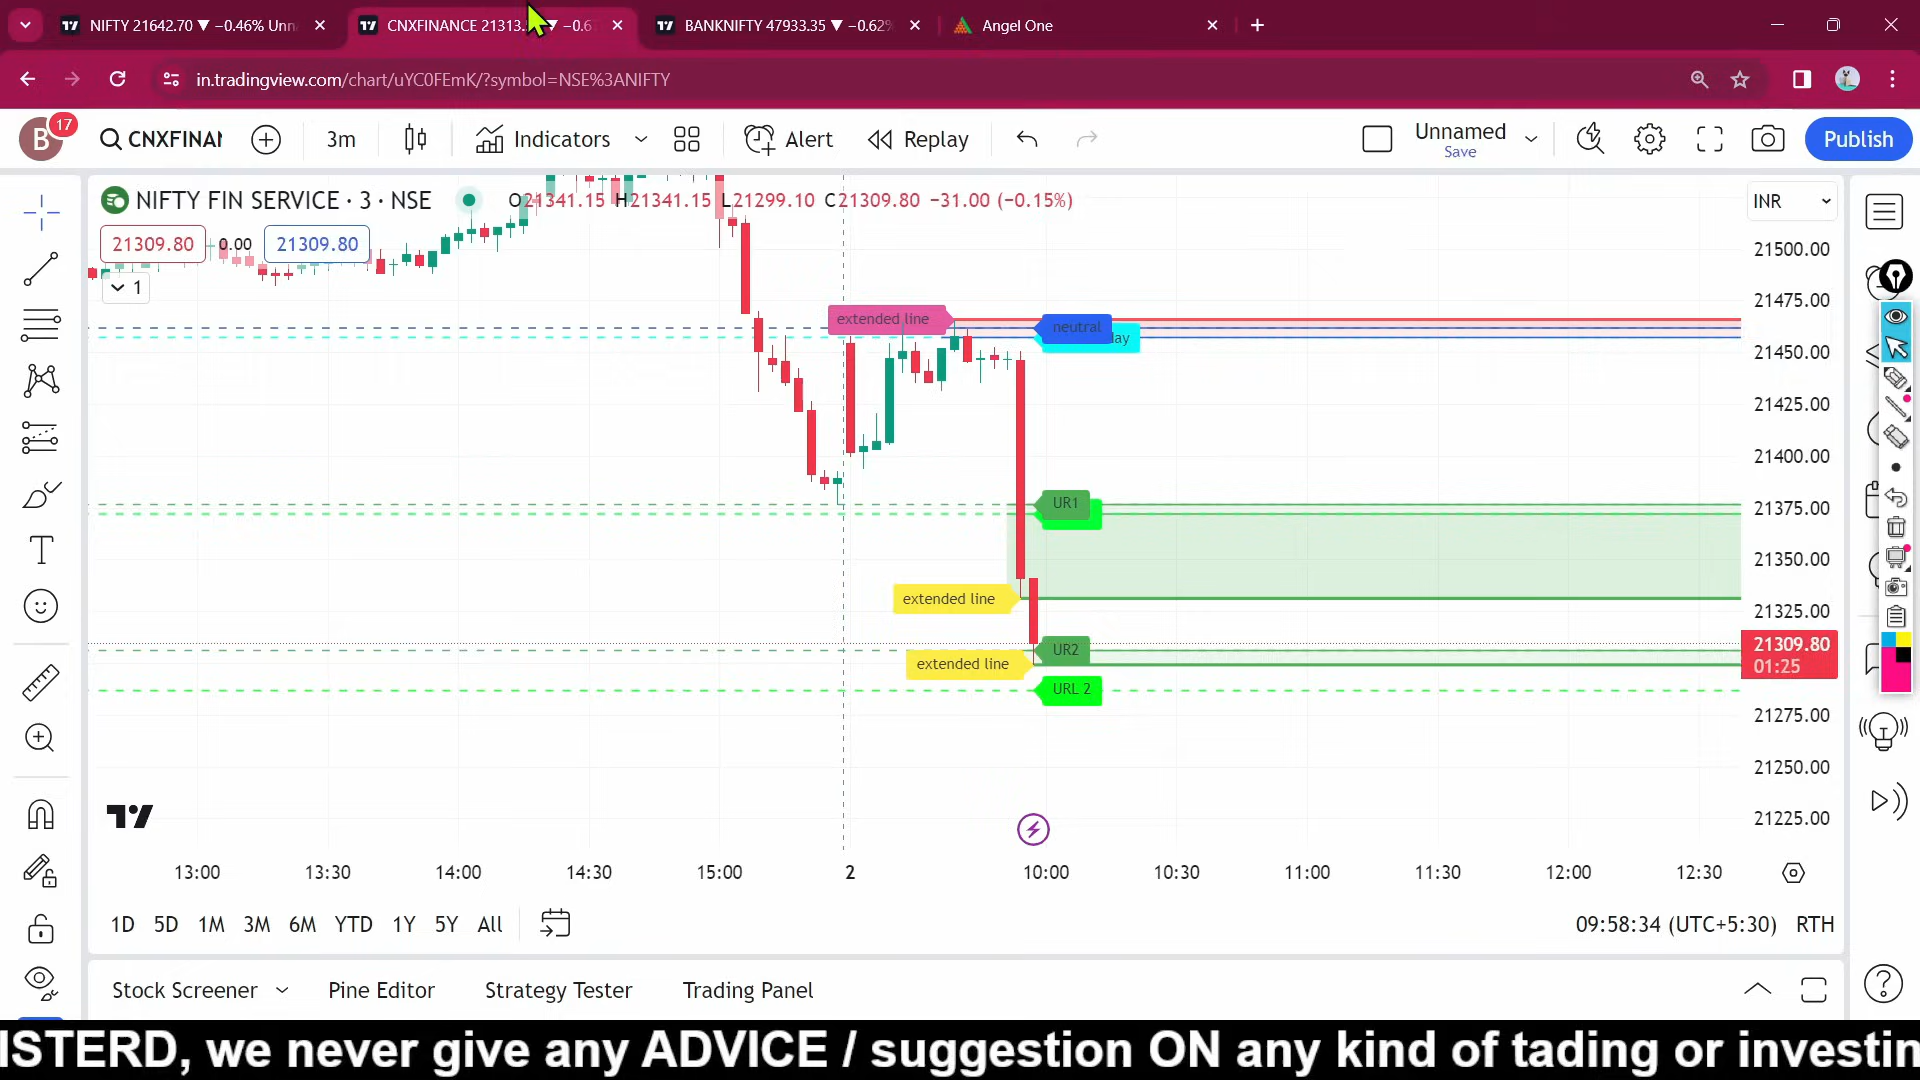 NIFTY 21642.70 ▼ −0.46% Unn
CNXFINANCE 21313. ▼ −0.6
BANKNIFTY 47933.35 ▼ −0.62%
Angel One
in.tradingview.com/chart/uYC0FEmK/?symbol=NSE%3ANIFTY
B 17
CNXFINAN
3m
Indicators
Alert
Replay
Unnamed
Save
Publish
NIFTY FIN SERVICE · 3 · NSE
O21341.15 H21341.15 L21299.10 C21309.80 −31.00 (−0.15%)
INR
21309.80 0.00 21309.80
1
21500.00
21475.00
21450.00
21425.00
21400.00
21375.00
21350.00
21325.00
21309.80
01:25
21275.00
21250.00
21225.00
extended line
neutral
lay
UR1
extended line
UR2
extended line
URL 2
13:00 13:30 14:00 14:30 15:00 2 10:00 10:30 11:00 11:30 12:00 12:30
1D 5D 1M 3M 6M YTD 1Y 5Y All
09:58:34 (UTC+5:30) RTH
Stock Screener Pine Editor Strategy Tester Trading Panel
ISTERD, we never give any ADVICE / suggestion ON any kind of tading or investin